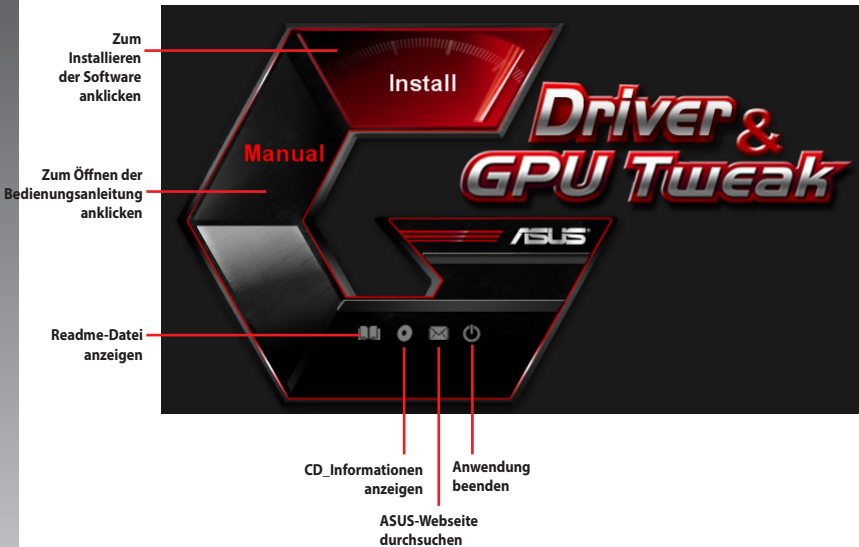 Zum
Installieren
der Software
anklicken
Install
Driver &
GPU Tweak
Manual
Zum Öffnen der
Bedienungsanleitung
anklicken
ASUS
Readme-Datei
anzeigen
CD_Informationen
anzeigen
Anwendung
beenden
ASUS-Webseite
durchsuchen